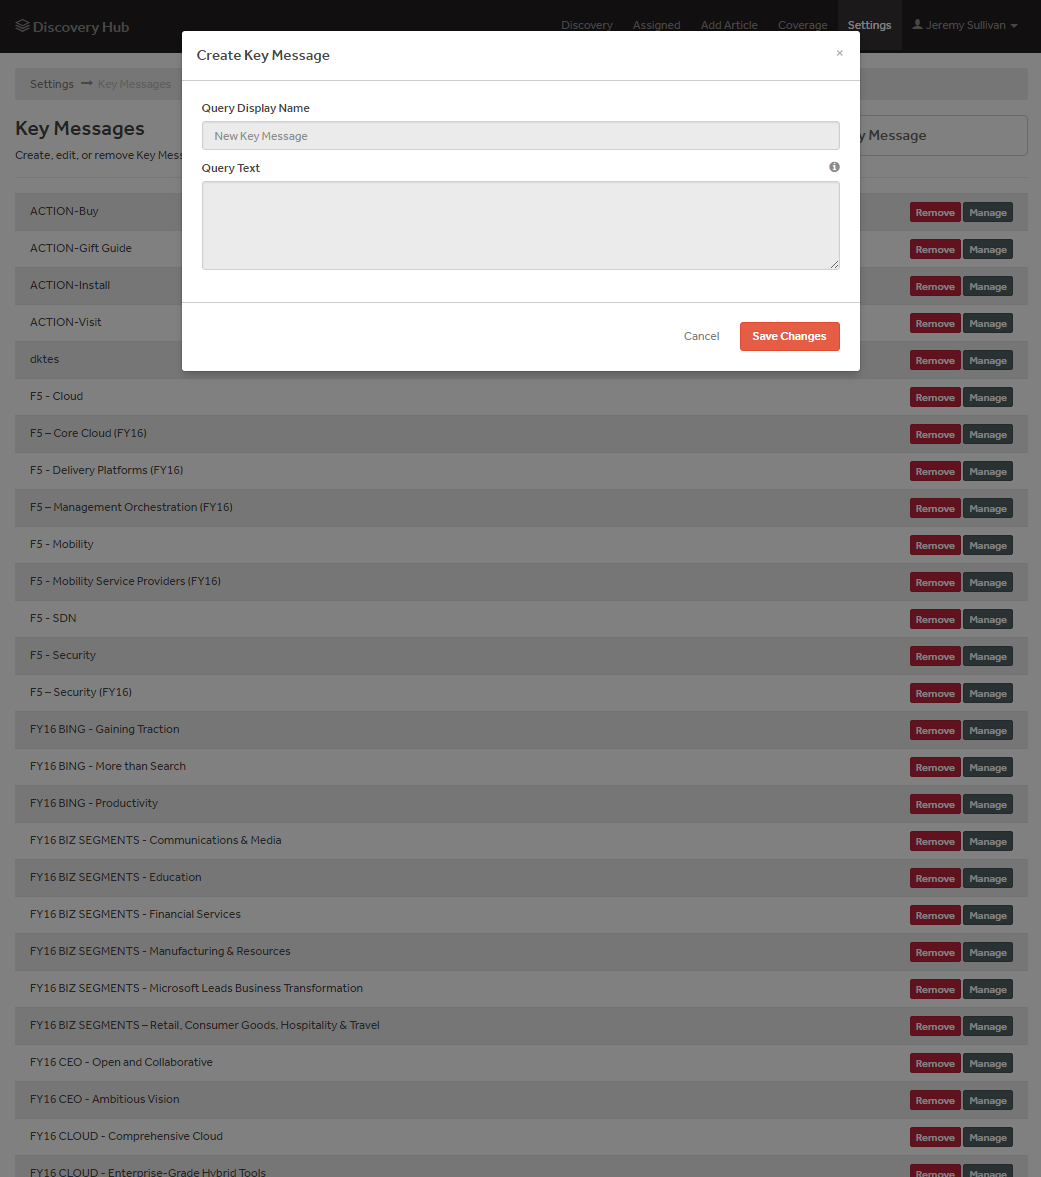 Discovery Hub
Discovery Assigned Add Article Coverage Settings Jeremy Sullivan
Create Key Message ×
Settings Key Messages
Query Display Name
New Key Message
Key Messages
Message
Create, edit, or remove Key
Query Text
ACTION-Buy Remove Manage
ACTION-Gift Guide Remove Manage
ACTION-Install Remove Manage
ACTION-Visit Remove Manage
Cancel Save Changes
dktes Remove Manage
F5 - Cloud Remove Manage
F5 – Core Cloud (FY16) Remove Manage
F5 - Delivery Platforms (FY16) Remove Manage
F5 – Management Orchestration (FY16) Remove Manage
F5 - Mobility Remove Manage
F5 - Mobility Service Providers (FY16) Remove Manage
F5 - SDN Remove Manage
F5 - Security Remove Manage
F5 – Security (FY16) Remove Manage
FY16 BING - Gaining Traction Remove Manage
FY16 BING - More than Search Remove Manage
FY16 BING - Productivity Remove Manage
FY16 BIZ SEGMENTS - Communications & Media Remove Manage
FY16 BIZ SEGMENTS - Education Remove Manage
FY16 BIZ SEGMENTS - Financial Services Remove Manage
FY16 BIZ SEGMENTS - Manufacturing & Resources Remove Manage
FY16 BIZ SEGMENTS - Microsoft Leads Business Transformation Remove Manage
FY16 BIZ SEGMENTS – Retail, Consumer Goods, Hospitality & Travel Remove Manage
FY16 CEO - Open and Collaborative Remove Manage
FY16 CEO - Ambitious Vision Remove Manage
FY16 CLOUD - Comprehensive Cloud Remove Manage
FY16 CLOUD - Enterprise-Grade Hybrid Tools Remove Manage